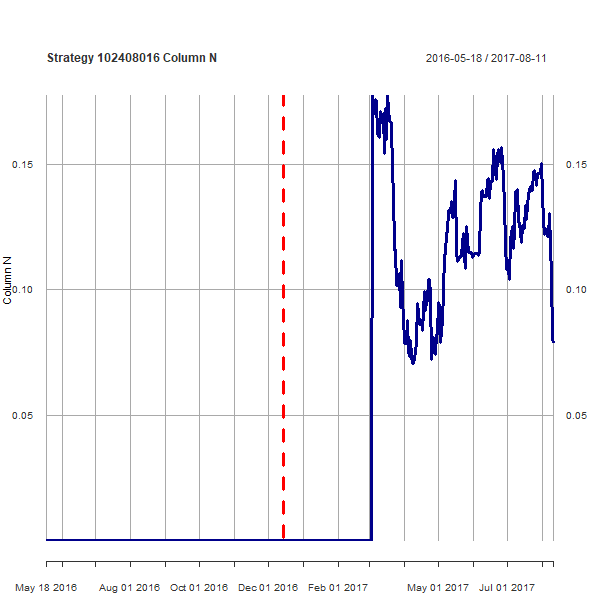 Strategy 102408016 Column N
2016-05-18 / 2017-08-11
0.15
0.15
Column N
0.10
0.10
0.05
0.05
May 18 2016
Aug 01 2016
Oct 01 2016
Dec 01 2016
Feb 01 2017
May 01 2017
Jul 01 2017